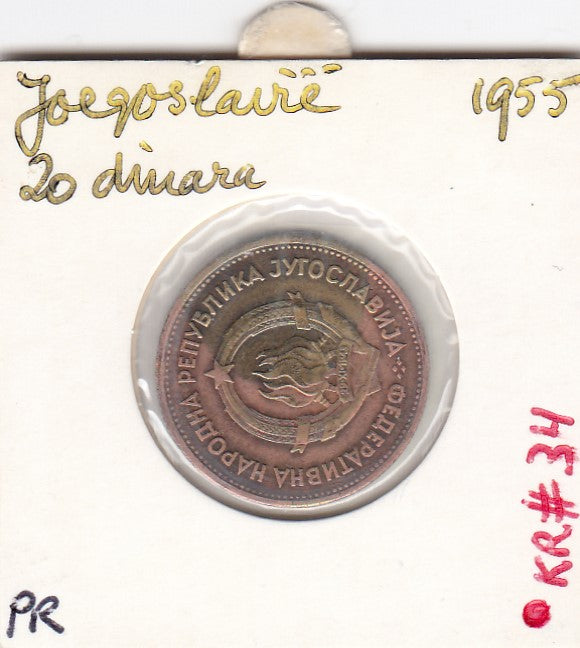 Joegoslavië 1955
20 dinara
ФЕДЕРАТИВНА НАРОДНА РЕПУБЛИКА ЈУГОСЛАВИЈА
KR#34
PR